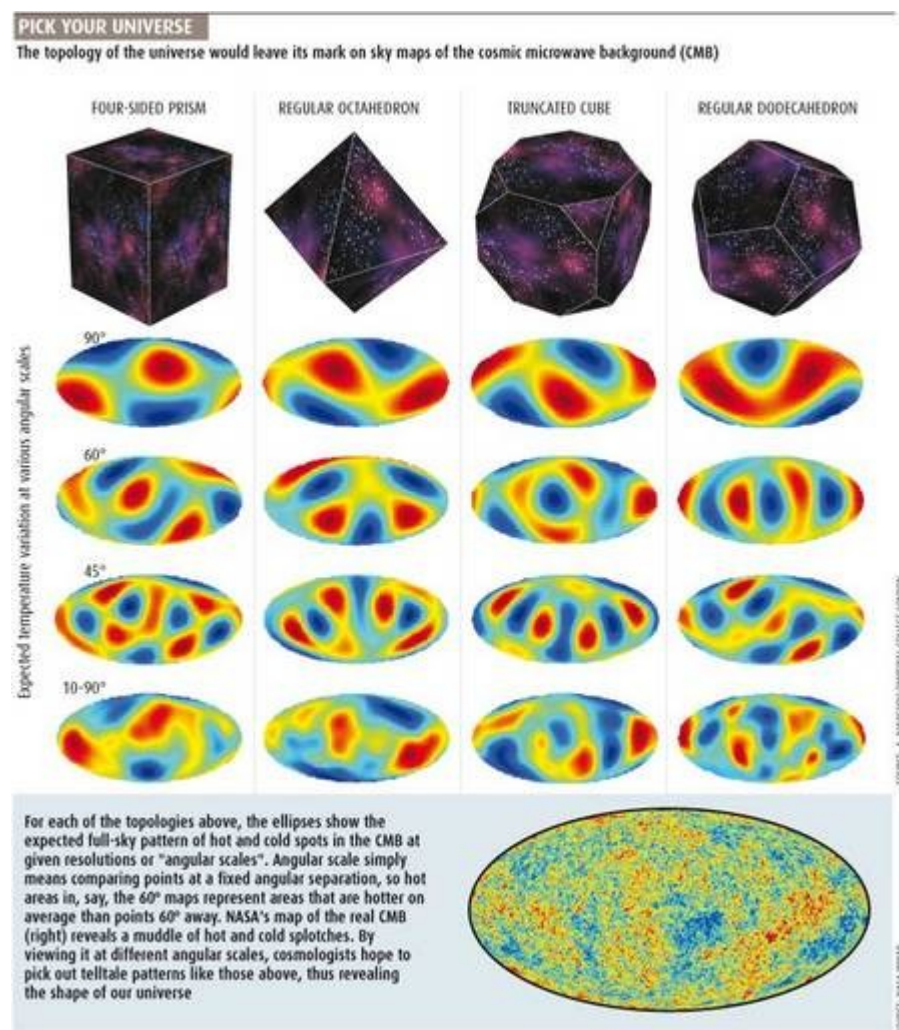 PICK YOUR UNIVERSE
The topology of the universe would leave its mark on sky maps of the cosmic microwave background (CMB)
FOUR-SIDED PRISM
REGULAR OCTAHEDRON
TRUNCATED CUBE
REGULAR DODECAHEDRON
Expected temperature variation at various angular scales
90°
60°
45°
10-90°
For each of the topologies above, the ellipses show the
expected full-sky pattern of hot and cold spots in the CMB at
given resolutions or "angular scales". Angular scale simply
means comparing points at a fixed angular separation, so hot
areas in, say, the 60° maps represent areas that are hotter on
average than points 60° away. NASA's map of the real CMB
(right) reveals a muddle of hot and cold splotches. By
viewing it at different angular scales, cosmologists hope to
pick out telltale patterns like those above, thus revealing
the shape of our universe